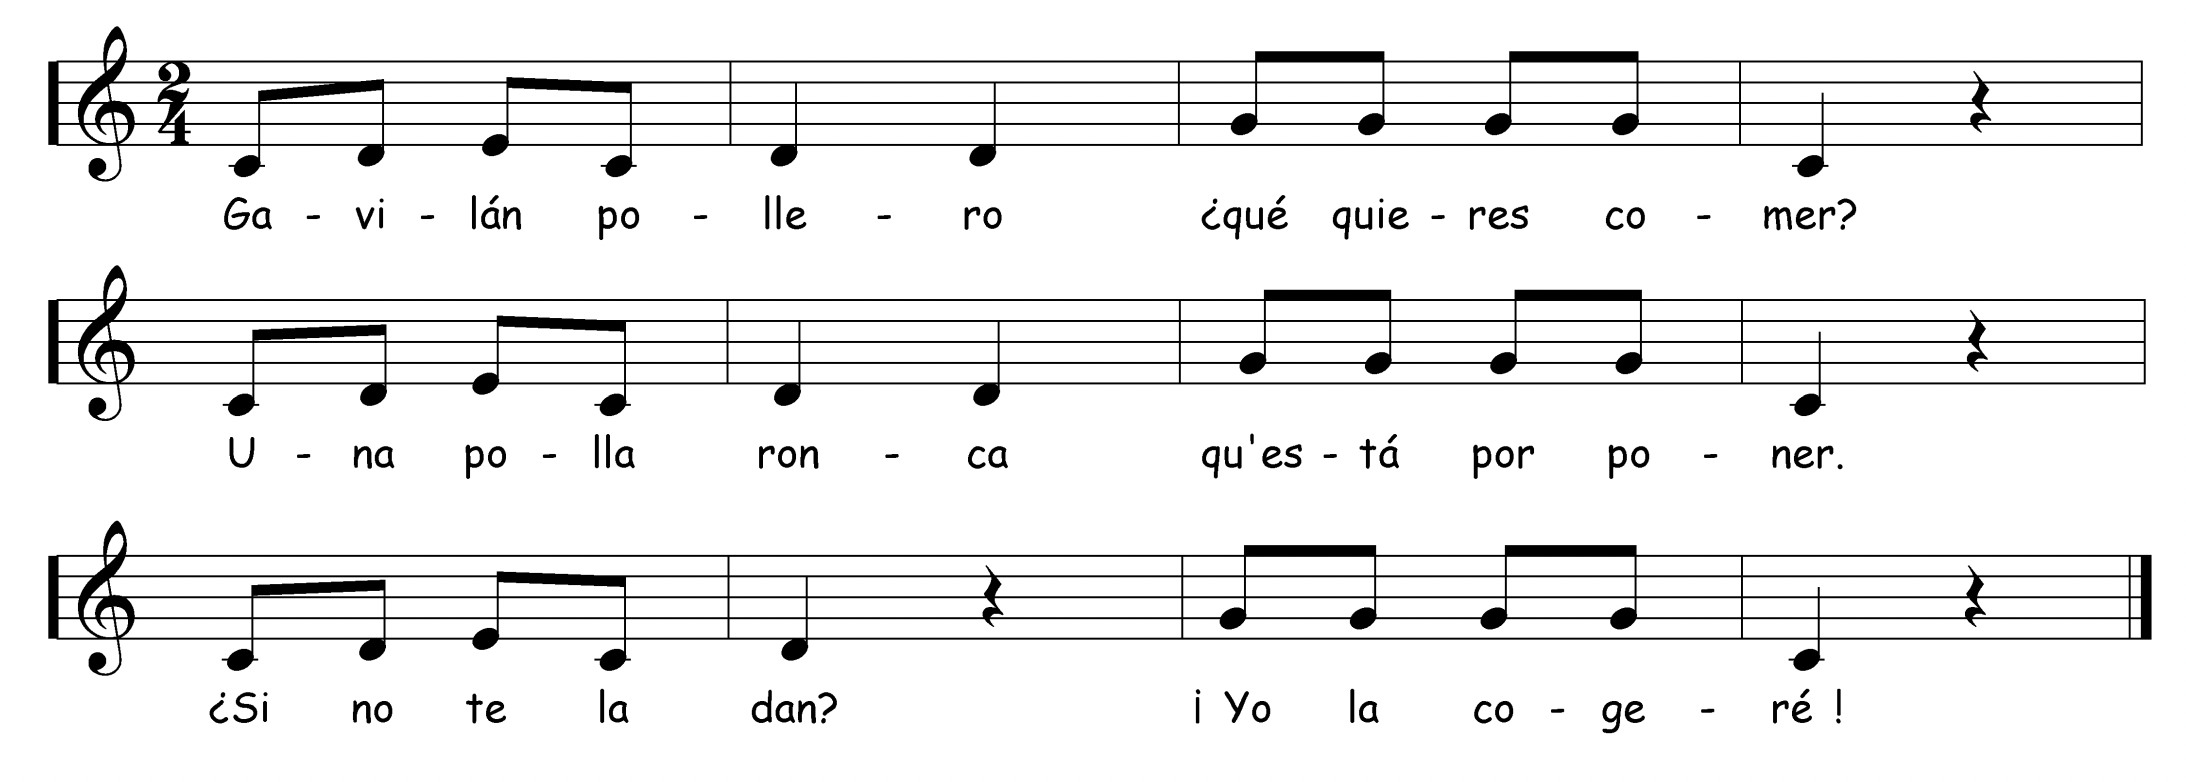 2
4
Ga - vi - lán po - lle - ro ¿qué quie - res co - mer?
U - na po - lla ron - ca qu'es - tá por po - ner.
¿Si no te la dan? ¡ Yo la co - ge - ré !